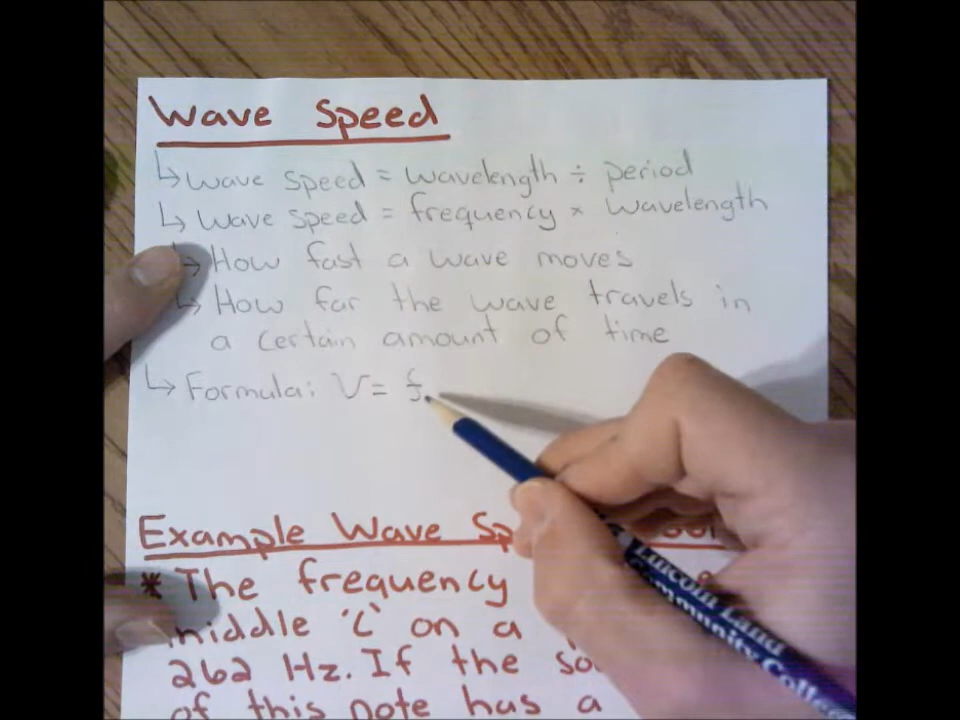 Wave Speed
↳ Wave speed = wavelength ÷ period
↳ Wave speed = frequency × wavelength
↳ How fast a wave moves
↳ How far the wave travels in
a certain amount of time
↳ Formula: V = f
Example Wave
* The frequency
middle 'C' on a
262 Hz. If the
of this note has a
Lincoln Land
Community College